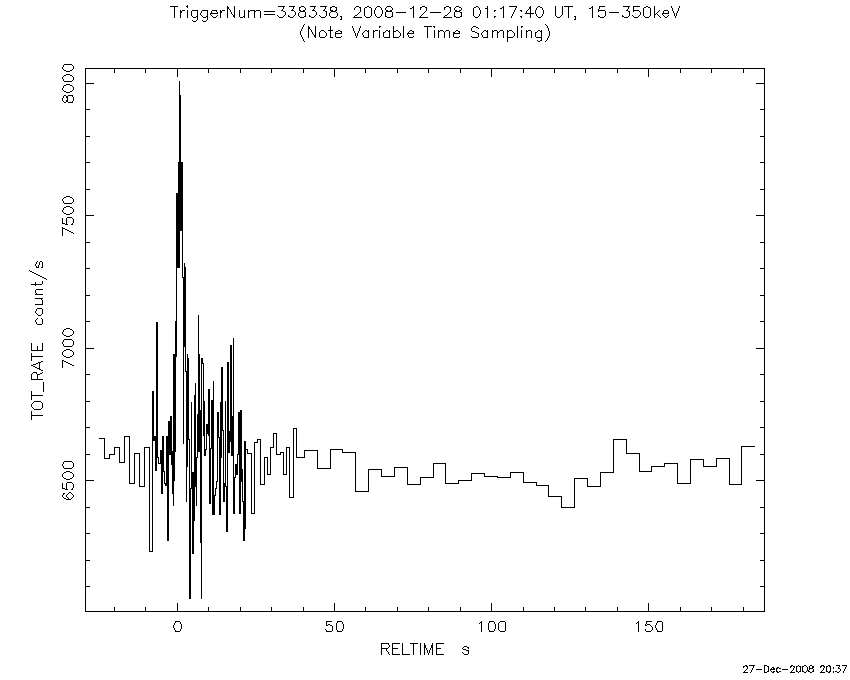 TriggerNum=338338, 2008-12-28 01:17:40 UT, 15-350keV
(Note Variable Time Sampling)
8000
7500
7000
6500
TOT_RATE count/s
0 50 100 150
RELTIME s
27-Dec-2008 20:37